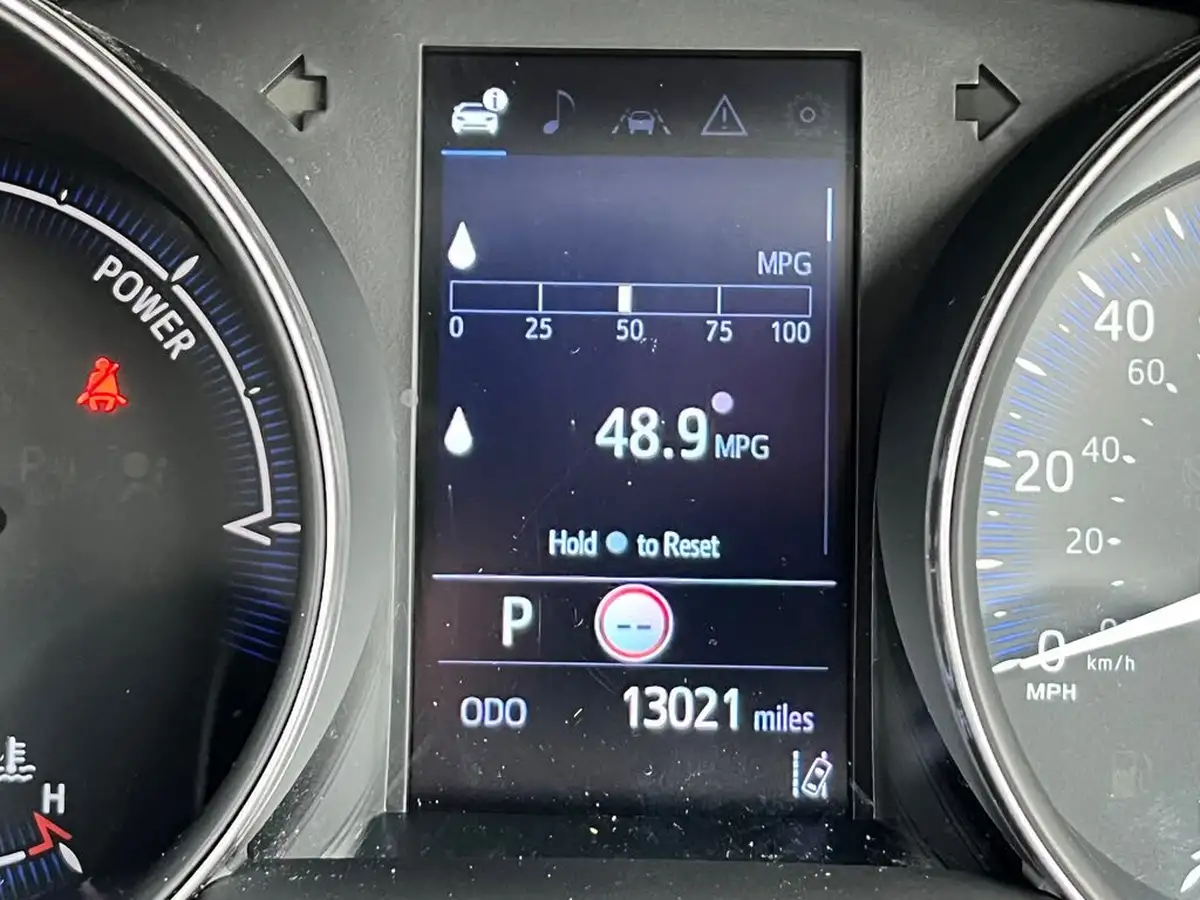 MPG
0 25 50 75 100
48.9 MPG
Hold to Reset
P
--
ODO 13021 miles
POWER
H
40
60
20
40
20
0
km/h
MPH